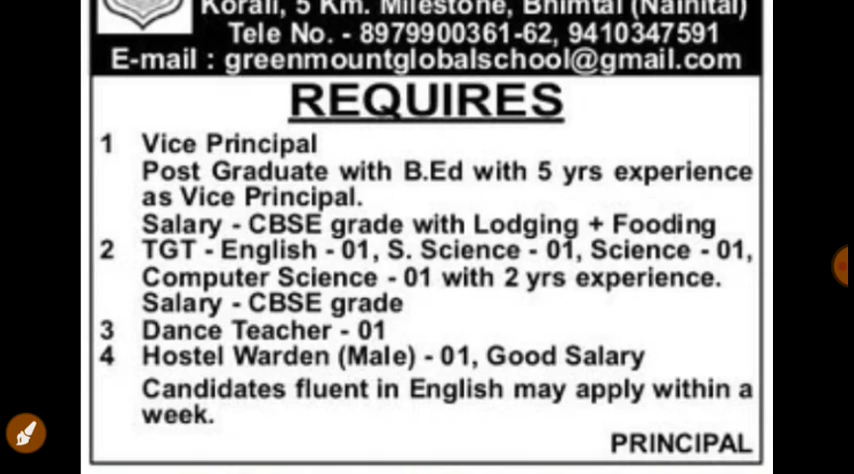 Korali, 5 Km. Milestone, Bhimtal (Nainital)
Tele No. - 8979900361-62, 9410347591
E-mail : greenmountglobalschool@gmail.com
REQUIRES
1 Vice Principal
Post Graduate with B.Ed with 5 yrs experience
as Vice Principal.
Salary - CBSE grade with Lodging + Fooding
2 TGT - English - 01, S. Science - 01, Science - 01,
Computer Science - 01 with 2 yrs experience.
Salary - CBSE grade
3 Dance Teacher - 01
4 Hostel Warden (Male) - 01, Good Salary
Candidates fluent in English may apply within a
week.
PRINCIPAL